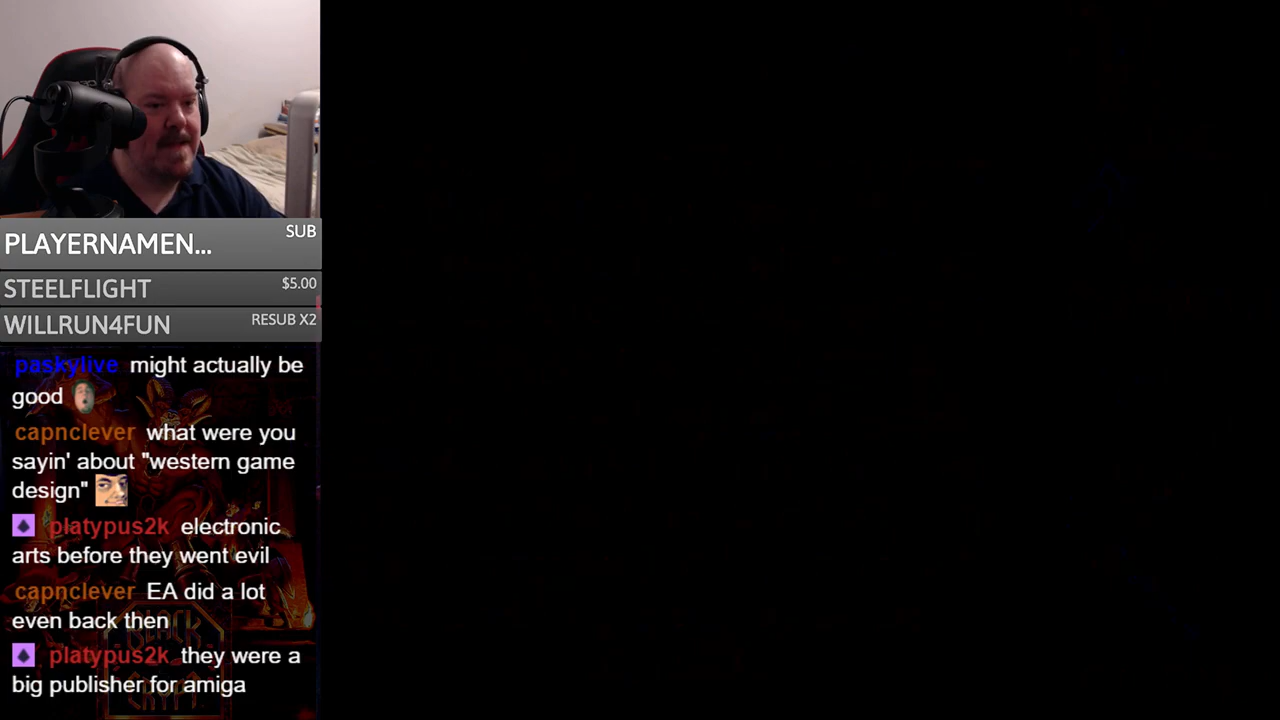 PLAYERNAMEN... SUB
STEELFLIGHT $5.00
WILLRUN4FUN RESUB X2
paskylive might actually be
good
capnclever what were you
sayin' about "western game
design"
platypus2k electronic
arts before they went evil
capnclever EA did a lot
even back then
platypus2k they were a
big publisher for amiga
BLACK
CRYPT